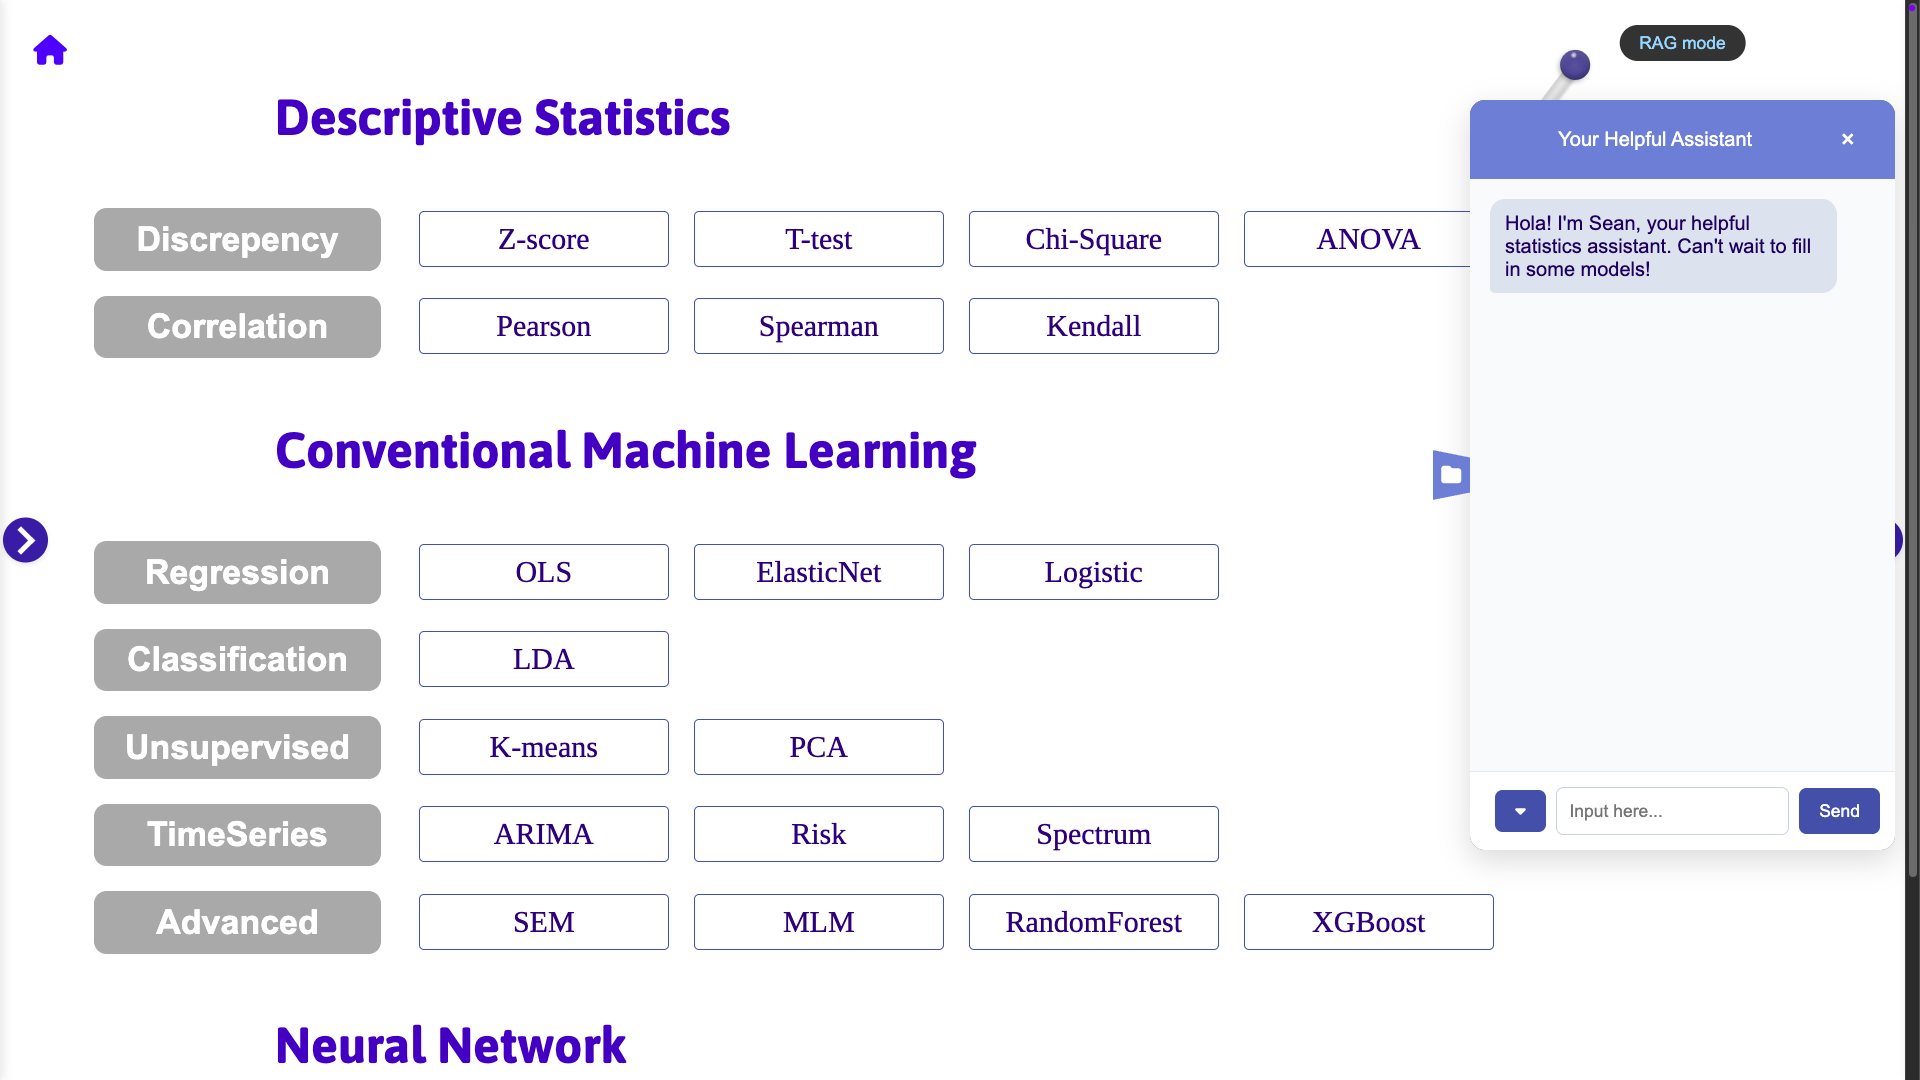 RAG mode
Descriptive Statistics
Discrepency
Z-score
T-test
Chi-Square
ANOVA
Correlation
Pearson
Spearman
Kendall
Conventional Machine Learning
Regression
OLS
ElasticNet
Logistic
Classification
LDA
Unsupervised
K-means
PCA
TimeSeries
ARIMA
Risk
Spectrum
Advanced
SEM
MLM
RandomForest
XGBoost
Neural Network
Your Helpful Assistant
×
Hola! I'm Sean, your helpful
statistics assistant. Can't wait to fill
in some models!
Input here...
Send